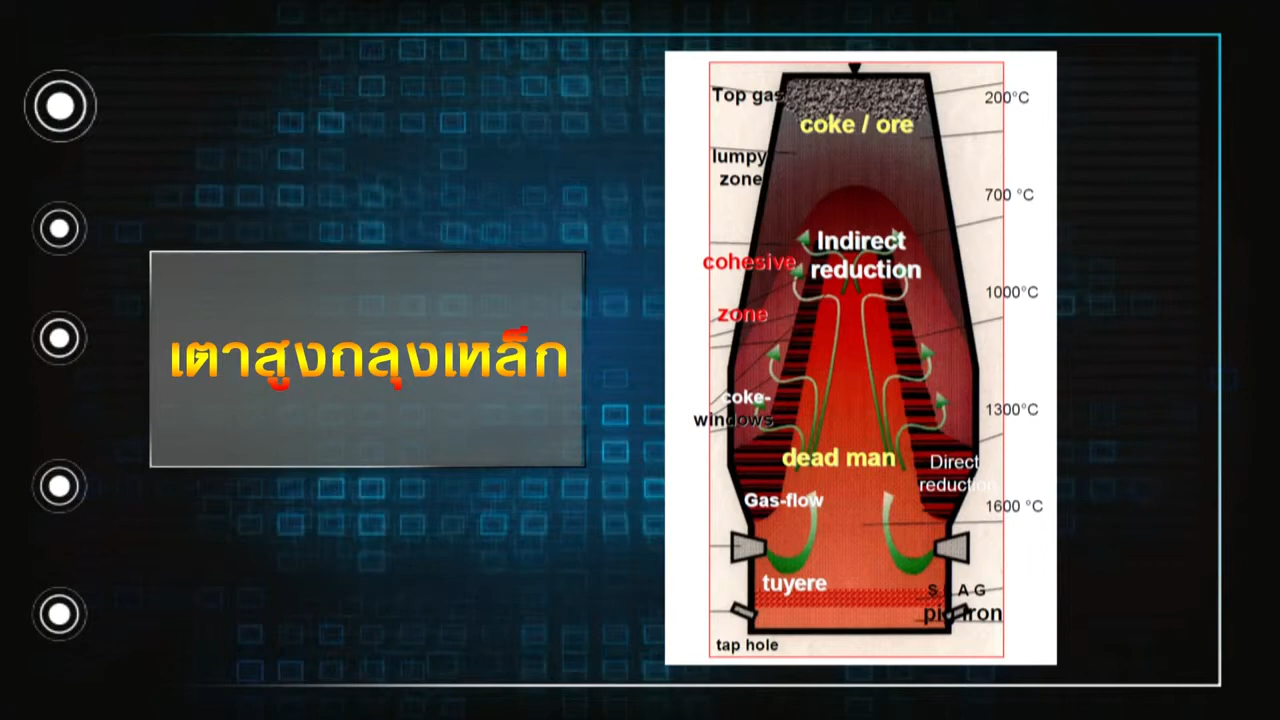 เตาสูงถลุงเหล็ก
Top gas
coke / ore
200°C
lumpy
zone
700 °C
Indirect
reduction
cohesive
zone
1000°C
coke-
windows
1300°C
dead man
Direct
reduction
Gas-flow
1600 °C
tuyere
SLAG
pig iron
tap hole